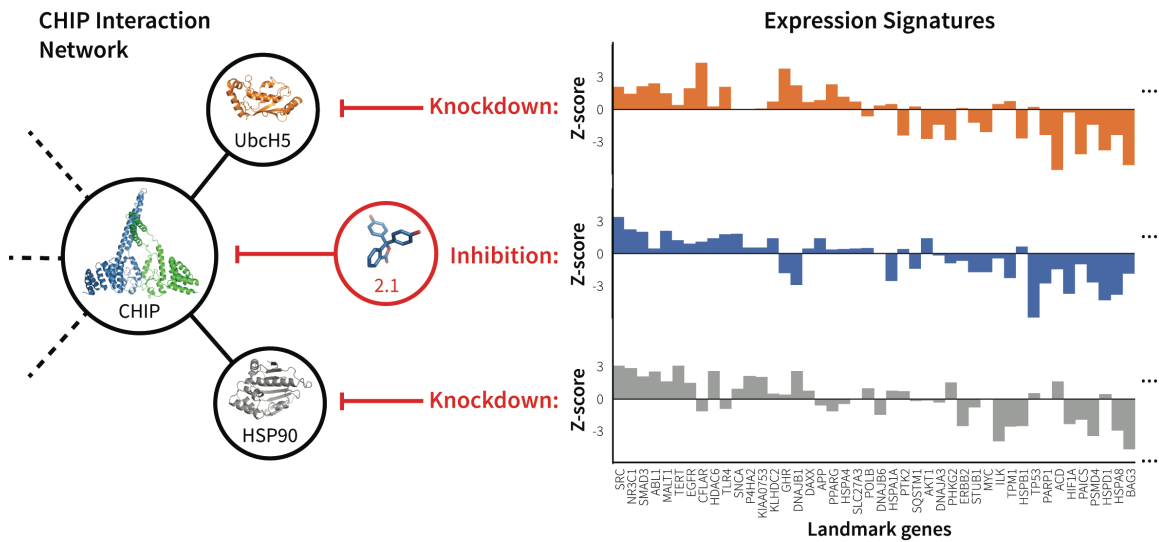 CHIP Interaction
Network
UbcH5
CHIP
HSP90
2.1
Knockdown:
Inhibition:
Knockdown:
Expression Signatures
Z-score
3
0
-3
...
Z-score
3
0
-3
...
Z-score
3
0
-3
...
...
SRC
NR3C1
SMAD3
ABL1
MALT1
TERT
EGFR
CFLAR
HDAC6
TLR4
SNCA
P4HA2
KIAA0753
KLHDC2
GHR
DNAJB1
DAXX
APP
PPARG
HSPA4
SLC27A3
POLB
DNAJB6
HSPA1A
PTK2
SQSTM1
AKT1
DNAJA3
PHKG2
ERBB2
STUB1
MYC
ILK
TPM1
HSPB1
TP53
PARP1
ACD
HIF1A
PAICS
PSMD4
HSPD1
HSPA8
BAG3
Landmark genes